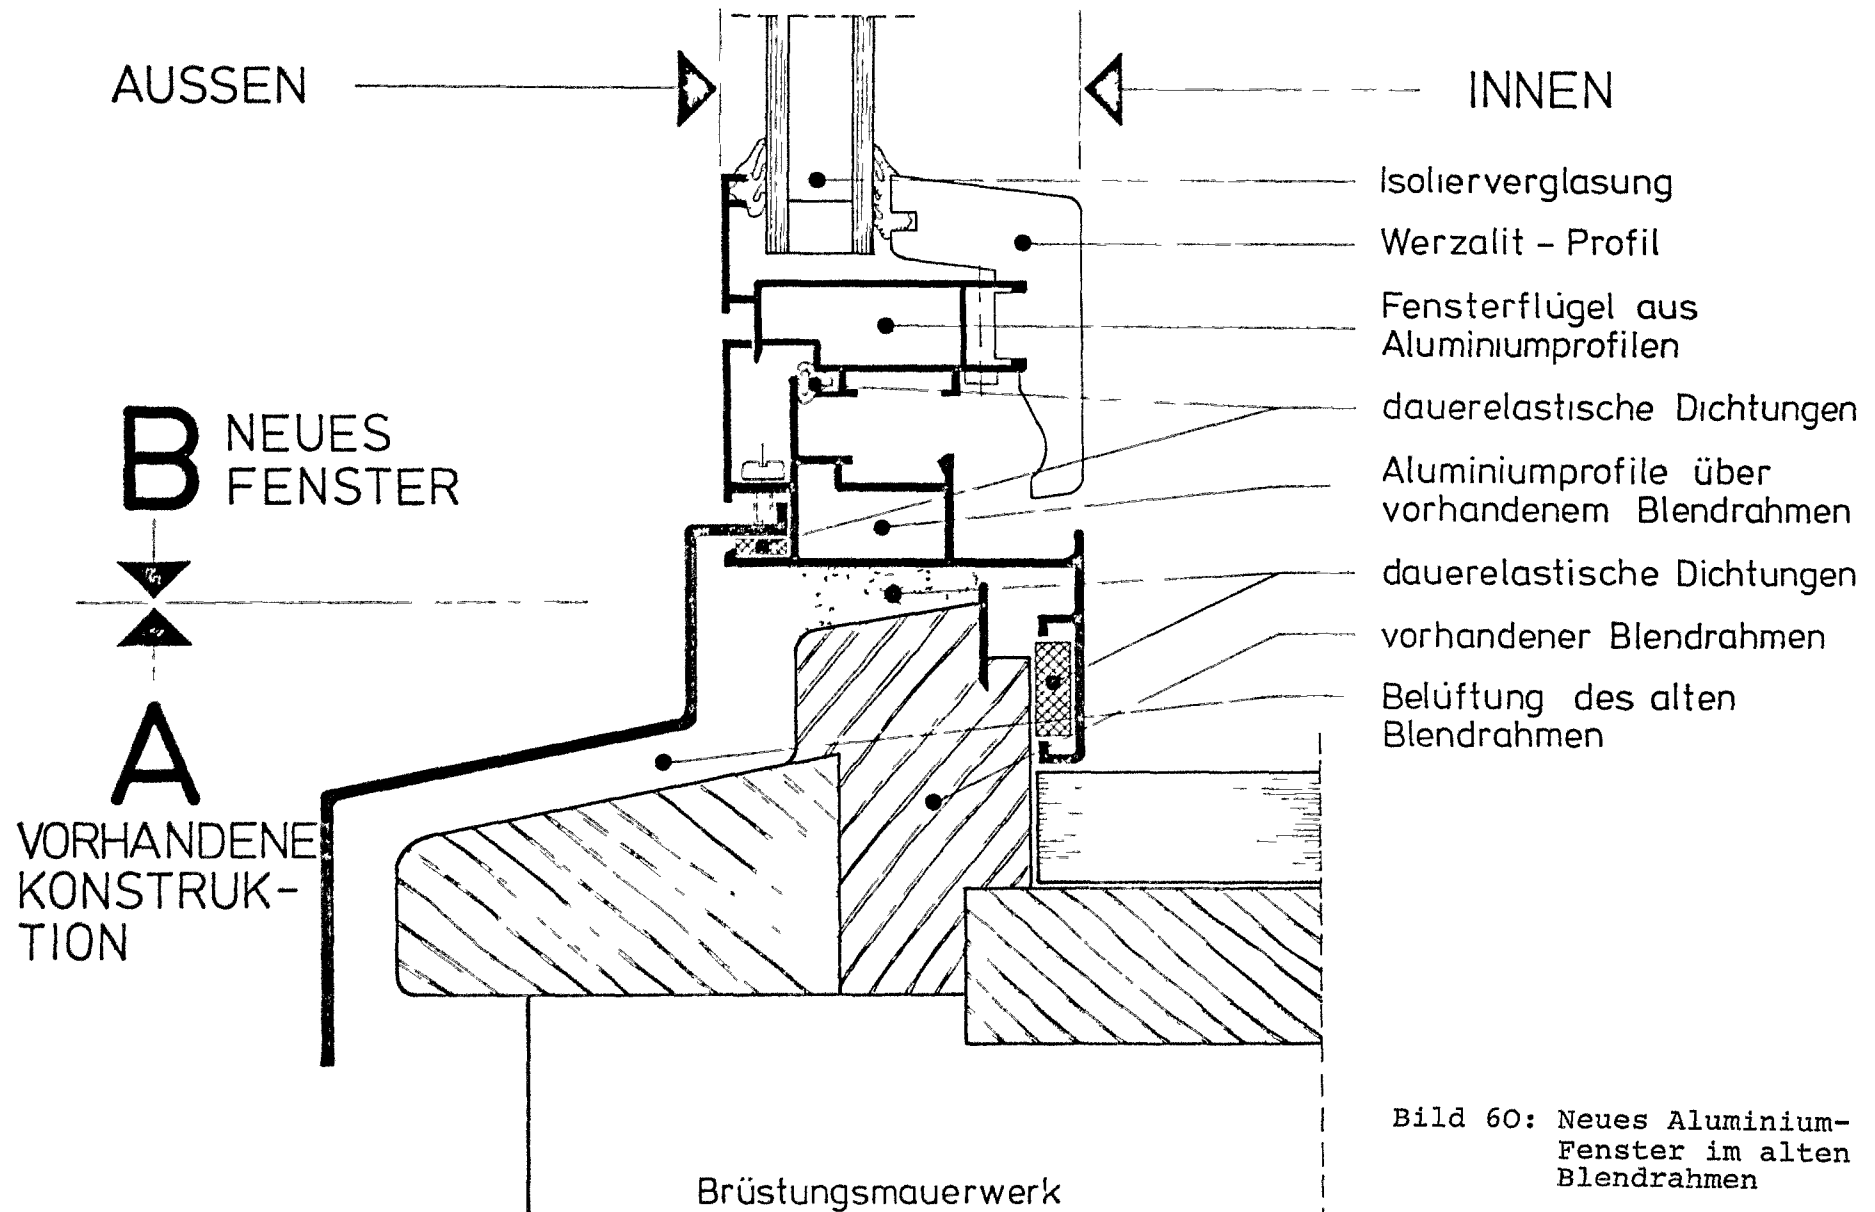 AUSSEN
INNEN
Isolierverglasung
Werzalit - Profil
Fensterflügel aus
Aluminiumprofilen
dauerelastische Dichtungen
Aluminiumprofile über
vorhandenem Blendrahmen
dauerelastische Dichtungen
vorhandener Blendrahmen
Belüftung des alten
Blendrahmen
B NEUES
FENSTER
A
VORHANDENE
KONSTRUK-
TION
Brüstungsmauerwerk
Bild 60: Neues Aluminium-
Fenster im alten
Blendrahmen